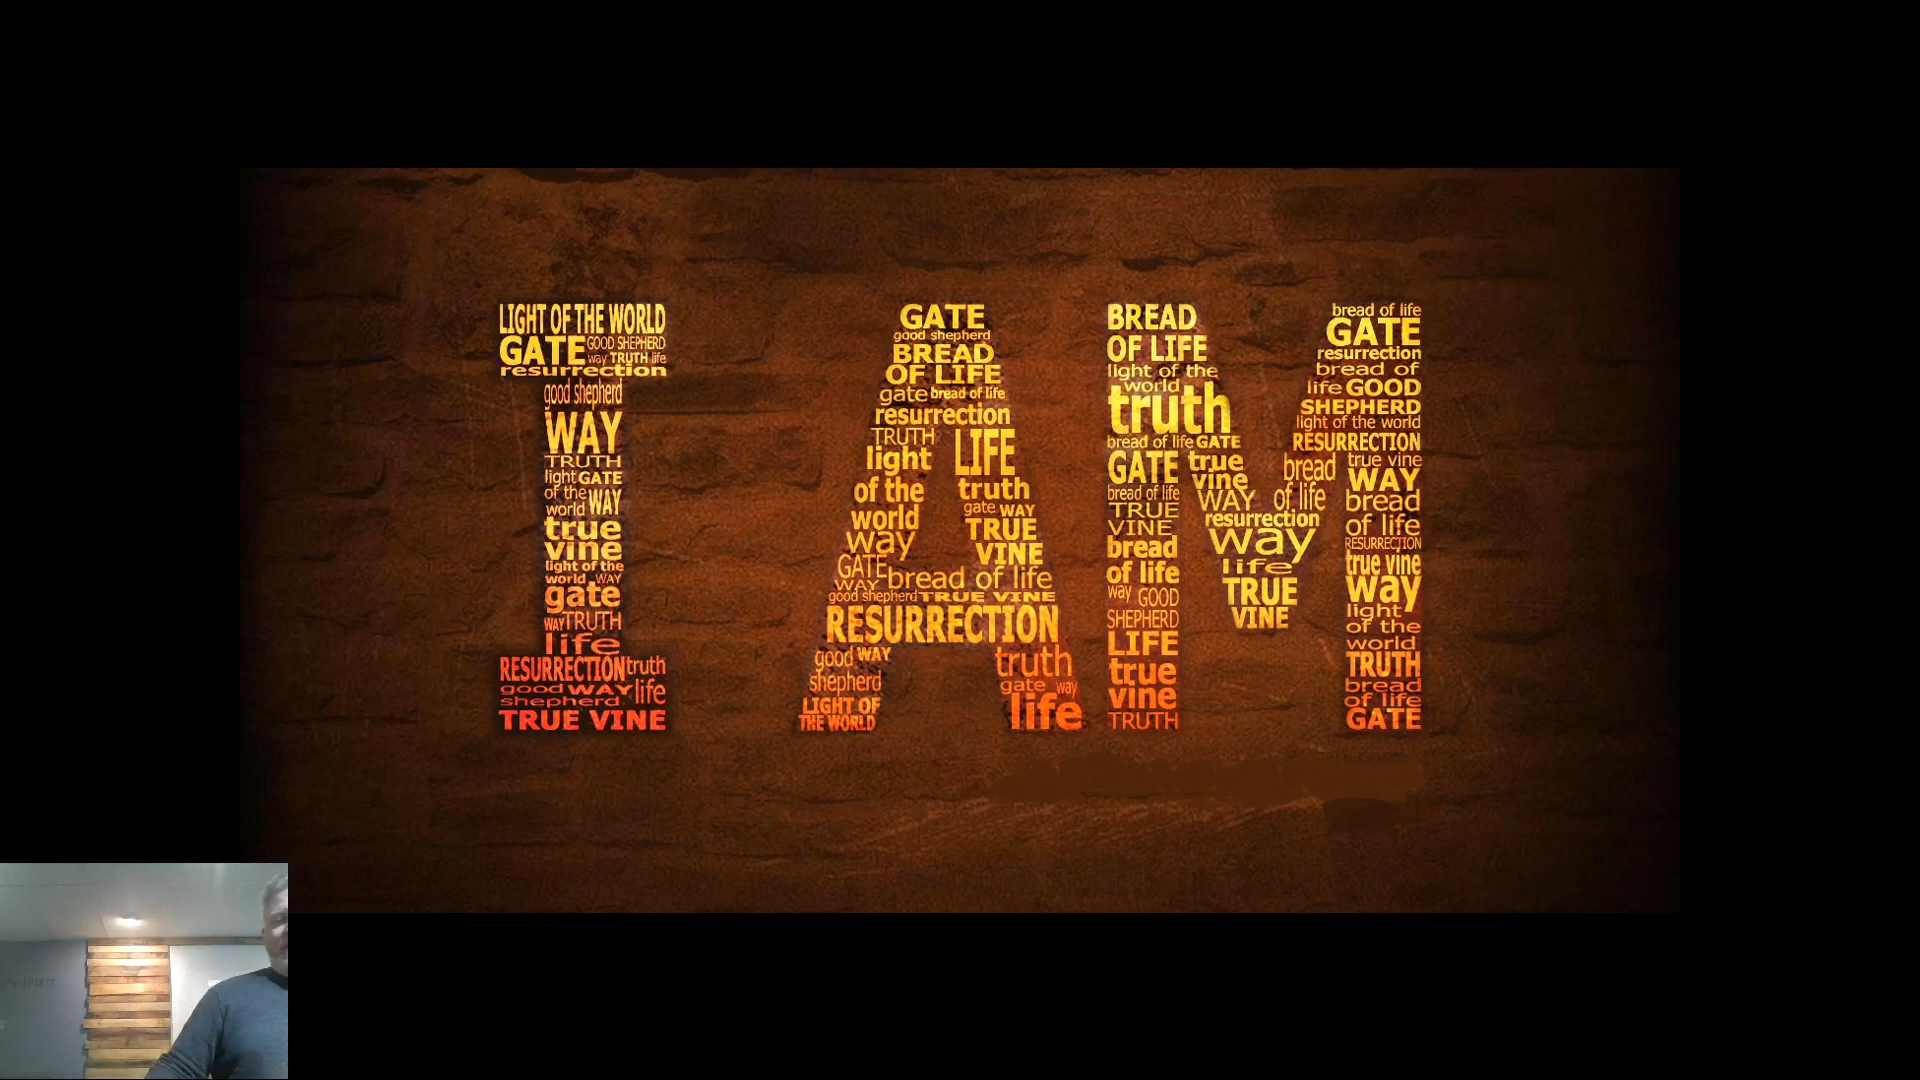 LIGHT OF THE WORLD
GATE GOOD SHEPHERD
way TRUTH life
resurrection
good shepherd
WAY
TRUTH
light GATE
of the WAY
world
true
vine
light of the
world WAY
gate
WAY TRUTH
life
RESURRECTION truth
good WAY life
shepherd
TRUE VINE
GATE
good shepherd
BREAD
OF LIFE
gate bread of life
resurrection
TRUTH LIFE
light
of the truth
world gate WAY
way TRUE
VINE
GATE
WAY bread of life
good shepherd TRUE VINE
RESURRECTION
good WAY truth
shepherd gate way
LIGHT OF life
THE WORLD
BREAD
OF LIFE
light of the
world
truth
bread of life GATE
GATE true
vine
bread of life WAY
TRUE
VINE
bread
of life
way GOOD
SHEPHERD
LIFE
true
vine
TRUTH
resurrection
way
life
TRUE
VINE
bread of life
GATE
resurrection
bread of
life GOOD
SHEPHERD
light of the world
RESURRECTION
bread true vine
of life WAY
bread
of life
RESURRECTION
true vine
way
light
of the
world
TRUTH
bread
of life
GATE